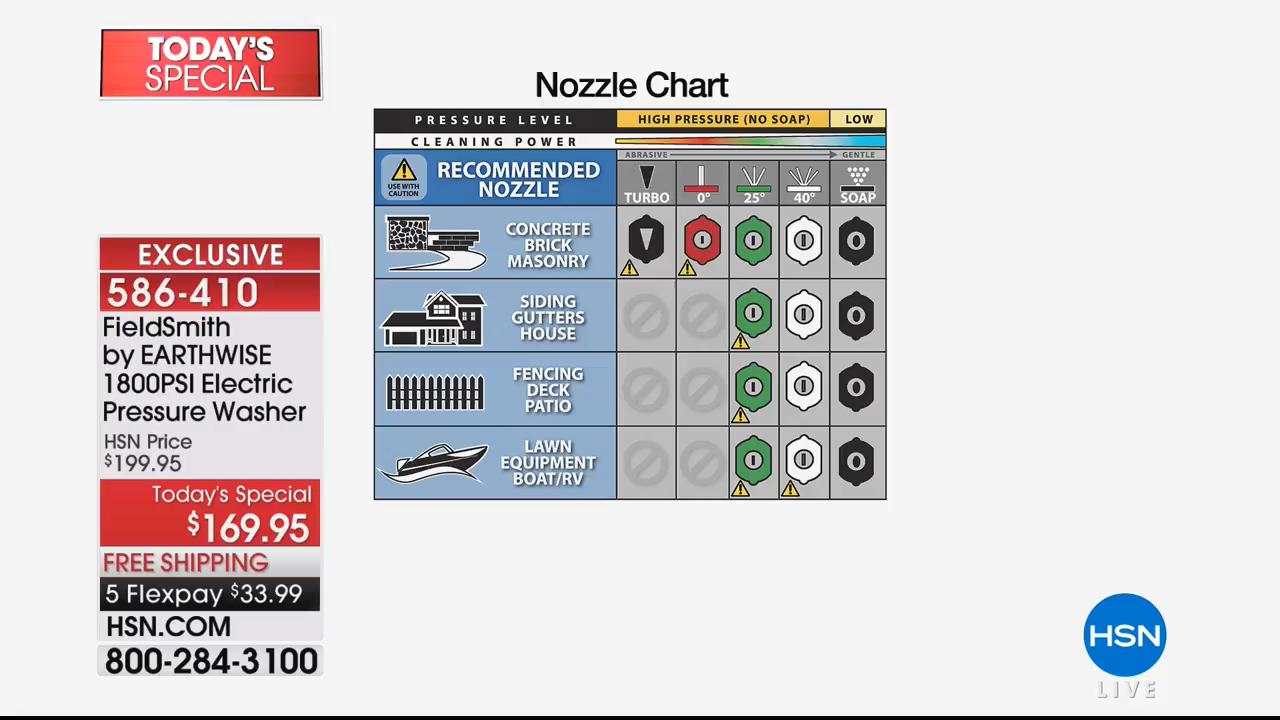 TODAY'S
SPECIAL
Nozzle Chart
PRESSURE LEVEL
HIGH PRESSURE (NO SOAP)
LOW
CLEANING POWER
ABRASIVE
GENTLE
USE WITH
CAUTION
RECOMMENDED
NOZZLE
TURBO
0°
25°
40°
SOAP
CONCRETE
BRICK
MASONRY
SIDING
GUTTERS
HOUSE
FENCING
DECK
PATIO
LAWN
EQUIPMENT
BOAT/RV
EXCLUSIVE
586-410
FieldSmith
by EARTHWISE
1800PSI Electric
Pressure Washer
HSN Price
$199.95
Today's Special
$169.95
FREE SHIPPING
5 Flexpay $33.99
HSN.COM
800-284-3100
HSN
LIVE